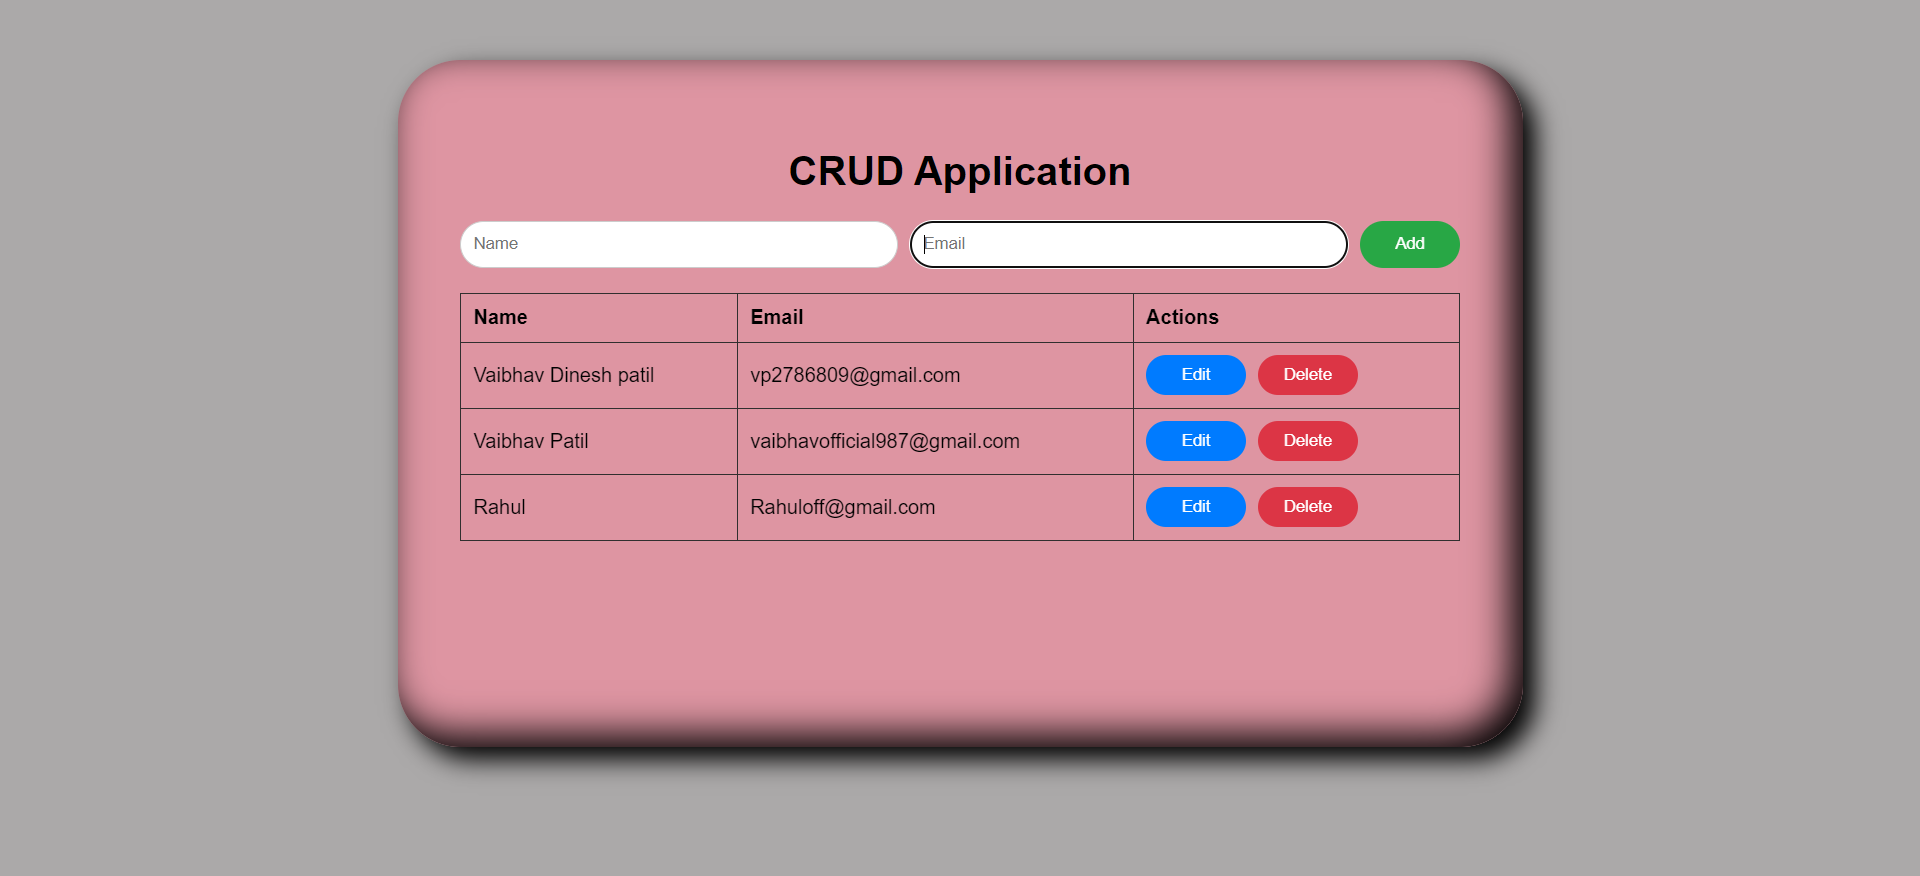 CRUD Application
Name Email Add
Name Email Actions
Vaibhav Dinesh patil vp2786809@gmail.com Edit Delete
Vaibhav Patil vaibhavofficial987@gmail.com Edit Delete
Rahul Rahuloff@gmail.com Edit Delete